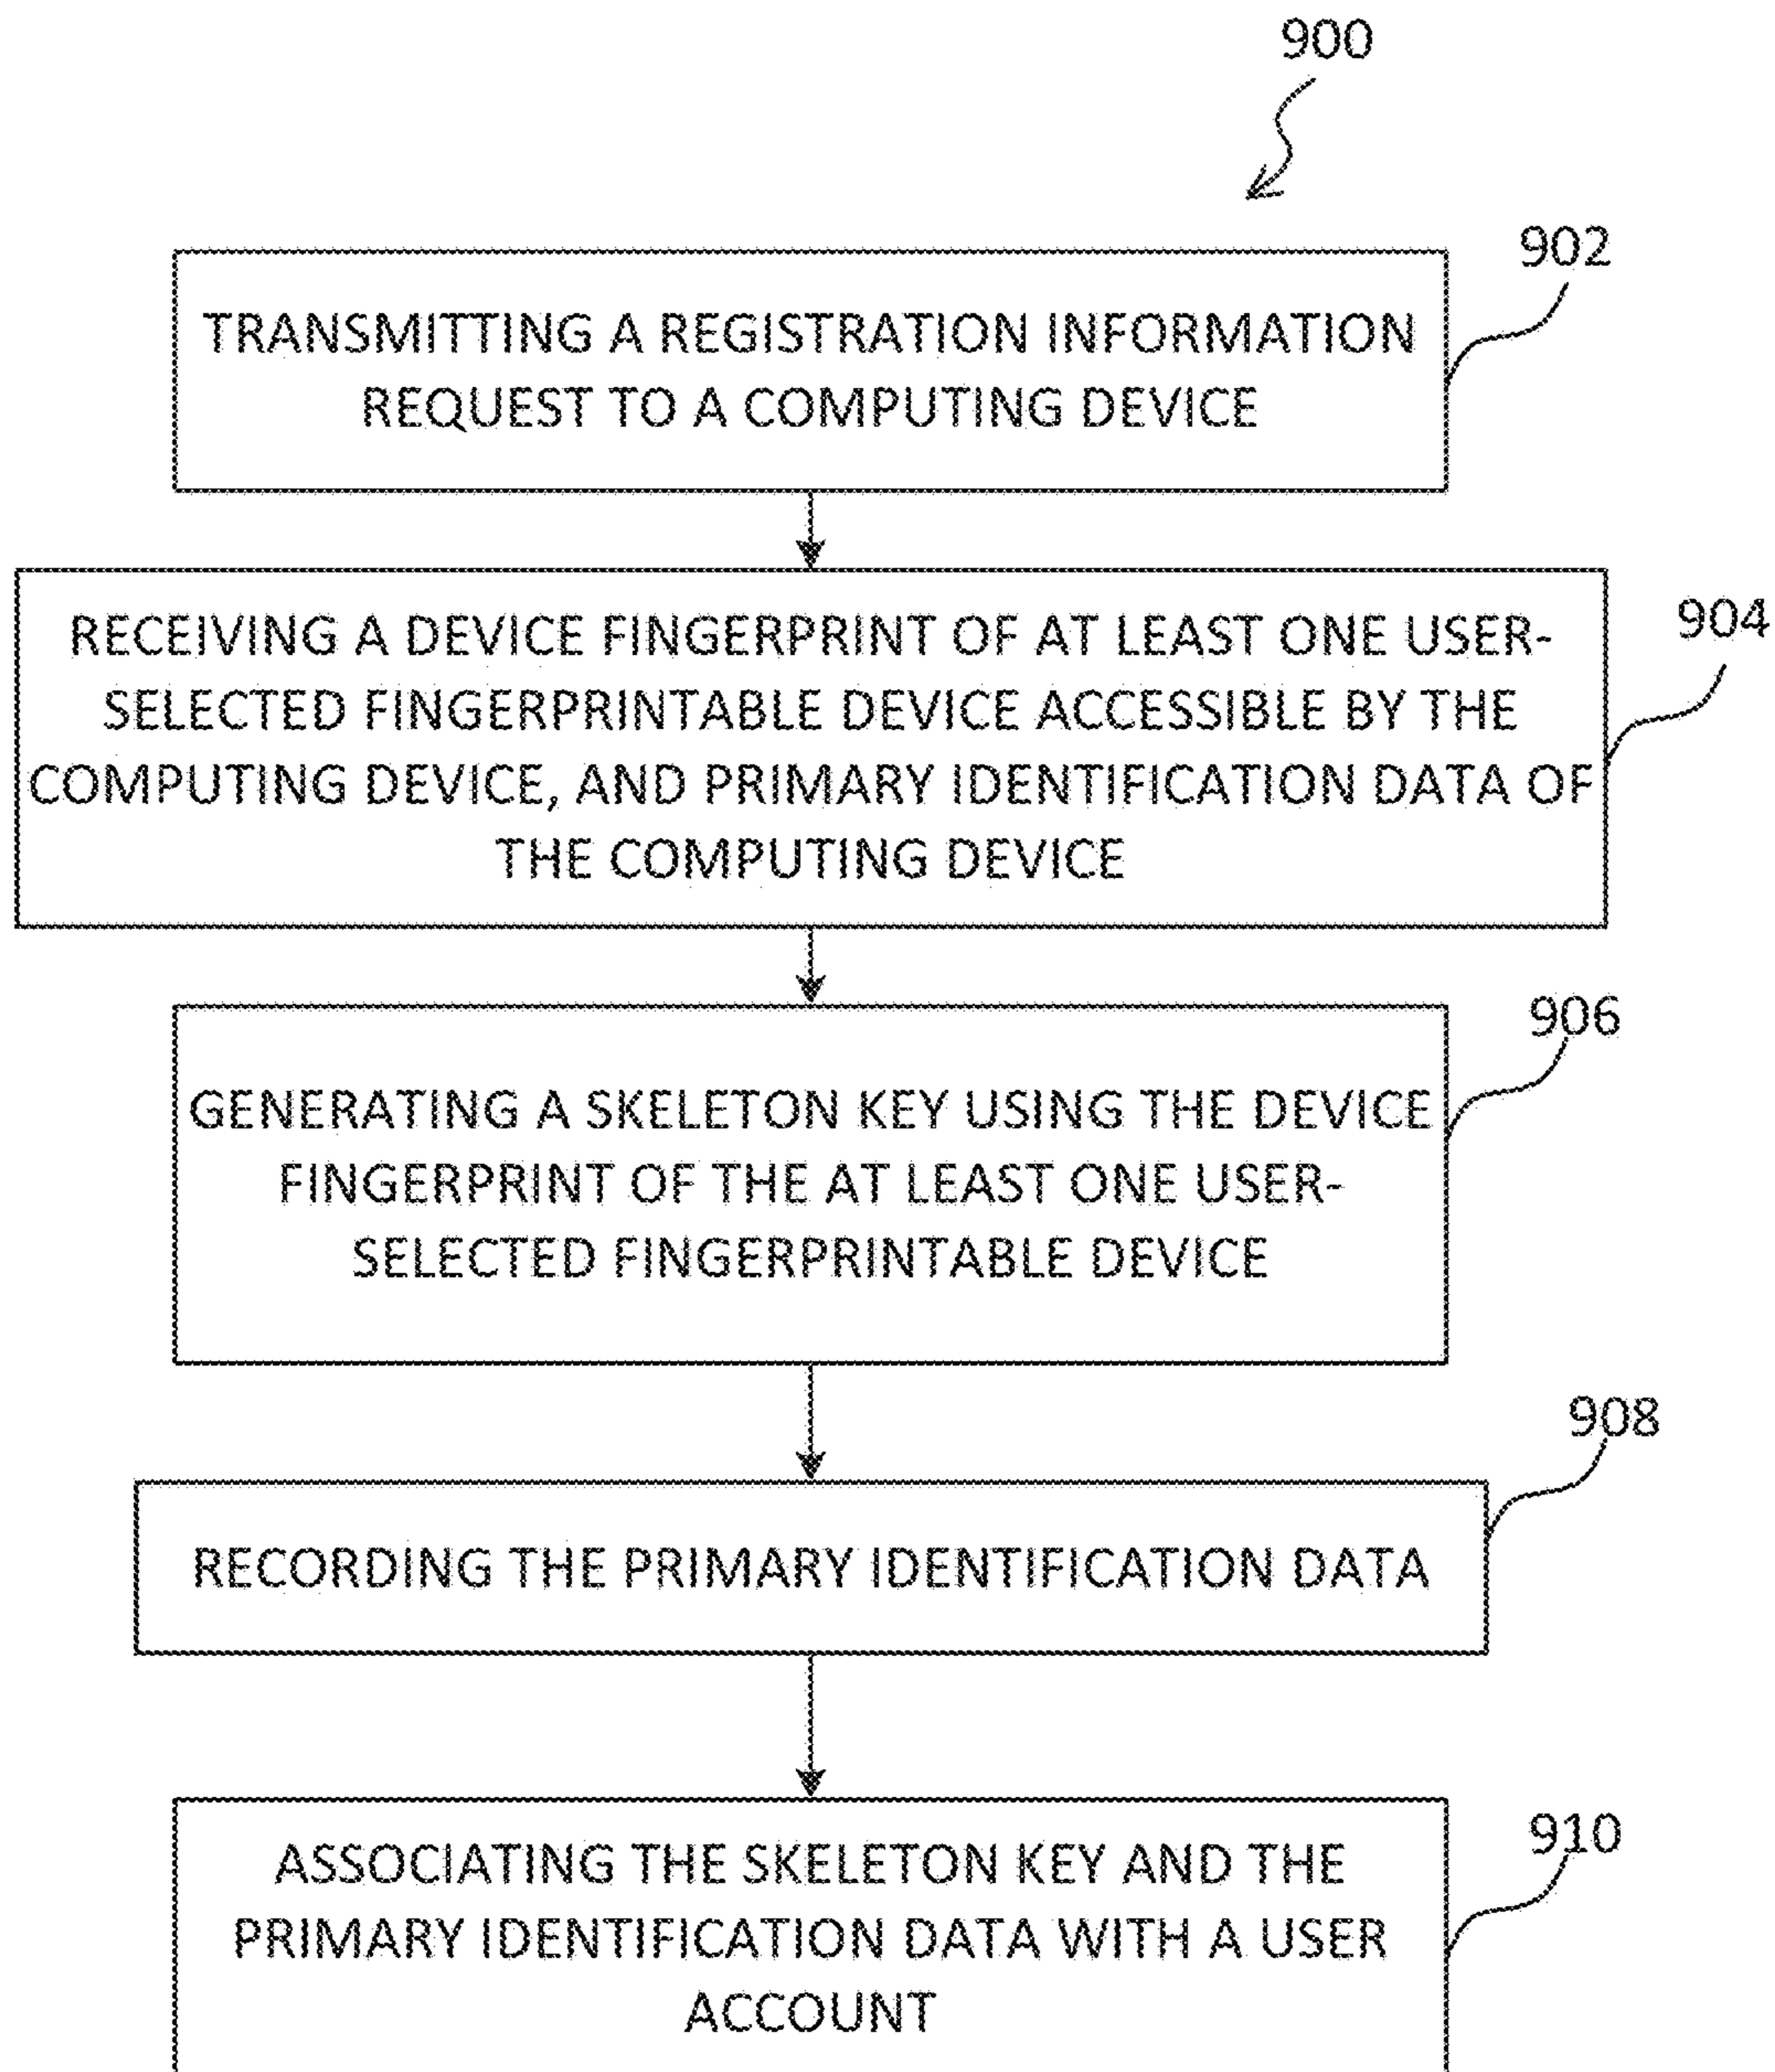 900
902
TRANSMITTING A REGISTRATION INFORMATION
REQUEST TO A COMPUTING DEVICE
904
RECEIVING A DEVICE FINGERPRINT OF AT LEAST ONE USER-
SELECTED FINGERPRINTABLE DEVICE ACCESSIBLE BY THE
COMPUTING DEVICE, AND PRIMARY IDENTIFICATION DATA OF
THE COMPUTING DEVICE
906
GENERATING A SKELETON KEY USING THE DEVICE
FINGERPRINT OF THE AT LEAST ONE USER-
SELECTED FINGERPRINTABLE DEVICE
908
RECORDING THE PRIMARY IDENTIFICATION DATA
910
ASSOCIATING THE SKELETON KEY AND THE
PRIMARY IDENTIFICATION DATA WITH A USER
ACCOUNT